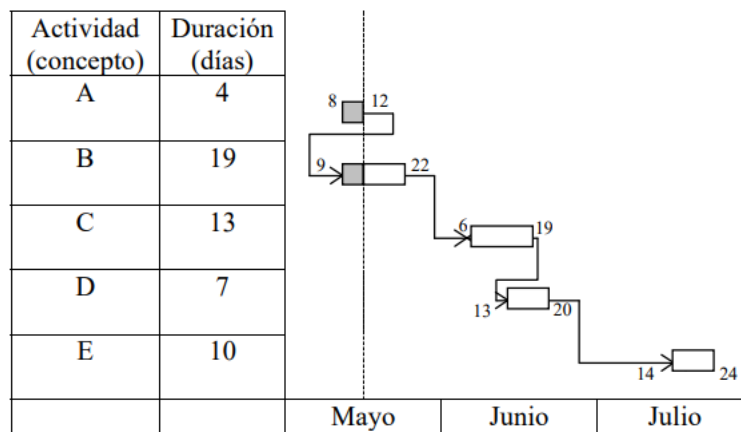 Actividad Duración
(concepto) (días)
A 4 8 12
B 19 9 22
C 13 6 19
D 7 13 20
E 10 14 24
Mayo Junio Julio